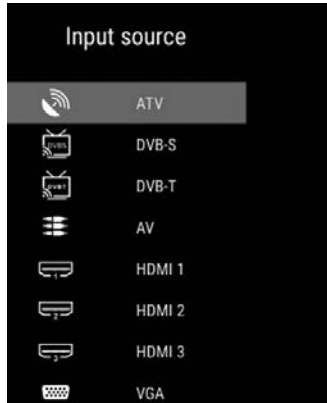 Input source
ATV
DVB-S
DVB-T
AV
HDMI 1
HDMI 2
HDMI 3
VGA